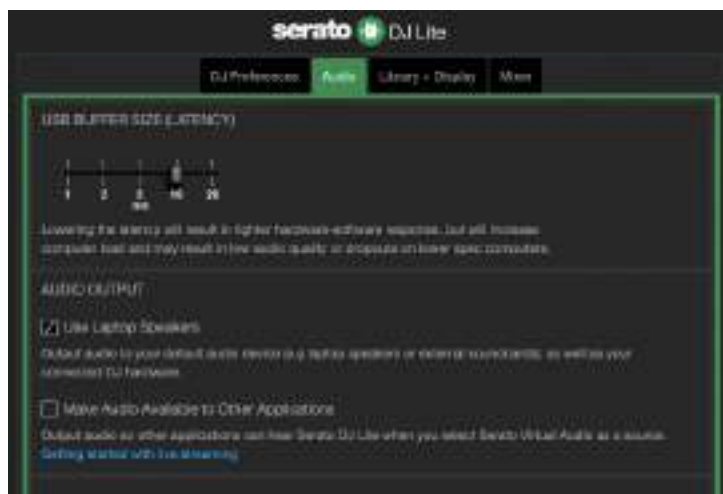 serato DJ Lite
DJ Preferences Audio Library + Display Mixer
USB BUFFER SIZE (LATENCY)
1 2 5 10 20
ms
Lowering the latency will result in tighter hardware-software response, but will increase
computer load and may result in low audio quality or dropouts on lower spec computers.
AUDIO OUTPUT
Use Laptop Speakers
Output audio to your default audio device (e.g laptop speakers or external soundcards), as well as your
connected DJ hardware.
Make Audio Available to Other Applications
Output audio so other applications can hear Serato DJ Lite when you select Serato Virtual Audio as a source.
Getting started with live streaming